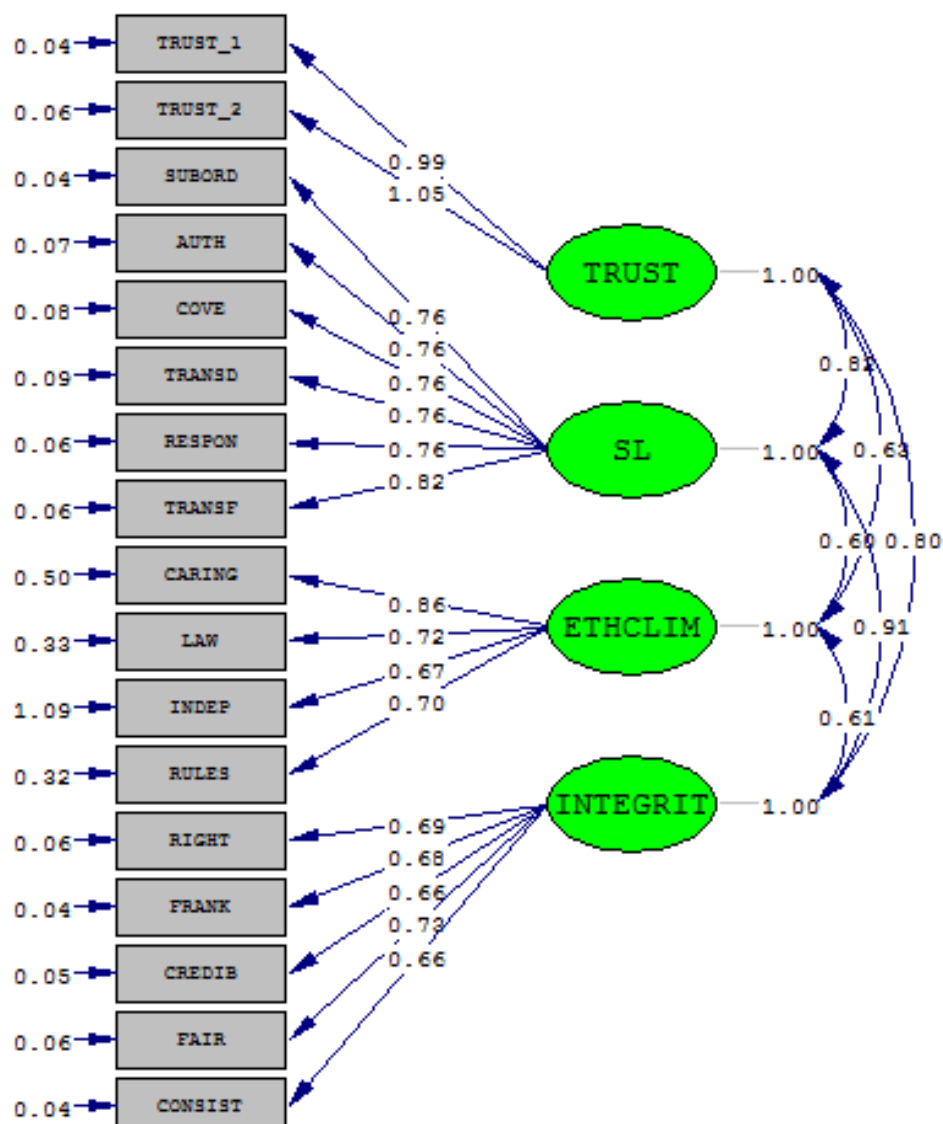 0.04 TRUST_1
0.06 TRUST_2
0.04 SUBORD
0.07 AUTH
0.08 COVE
0.09 TRANSD
0.06 RESPON
0.06 TRANSF
0.50 CARING
0.33 LAW
1.09 INDEP
0.32 RULES
0.06 RIGHT
0.04 FRANK
0.05 CREDIB
0.06 FAIR
0.04 CONSIST
0.99
1.05
0.76
0.76
0.76
0.76
0.76
0.82
0.86
0.72
0.67
0.70
0.69
0.68
0.66
0.73
0.66
TRUST 1.00
SL 1.00
ETHCLIM 1.00
INTEGRIT 1.00
0.63
0.60 0.80
0.91
0.61